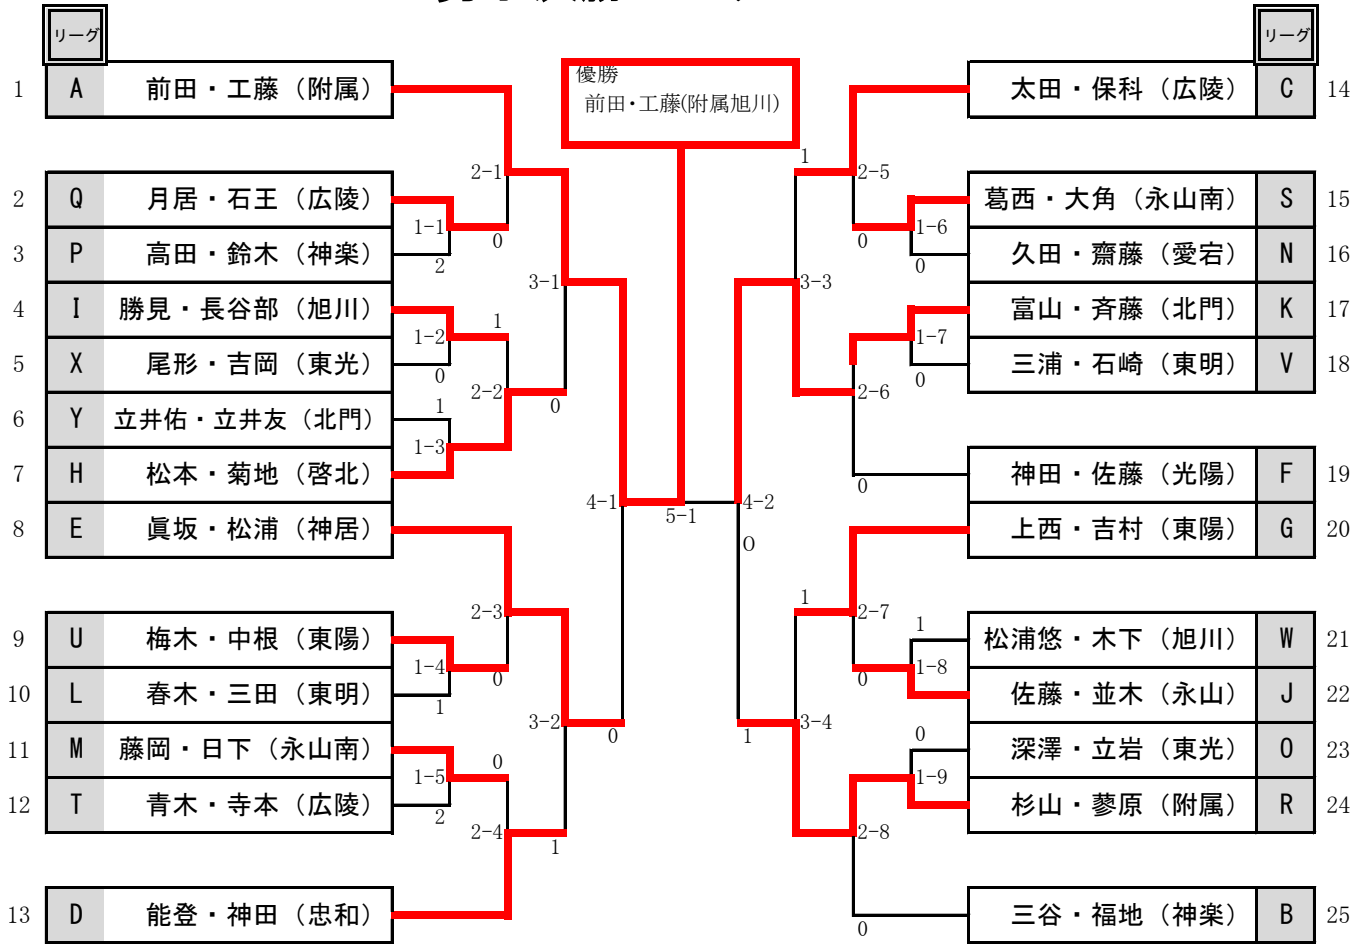 リーグ
リーグ
優勝
前田・工藤(附属旭川)
1 A 前田・工藤（附属）
2 Q 月居・石王（広陵）
3 P 高田・鈴木（神楽）
4 I 勝見・長谷部（旭川）
5 X 尾形・吉岡（東光）
6 Y 立井佑・立井友（北門）
7 H 松本・菊地（啓北）
8 E 眞坂・松浦（神居）
9 U 梅木・中根（東陽）
10 L 春木・三田（東明）
11 M 藤岡・日下（永山南）
12 T 青木・寺本（広陵）
13 D 能登・神田（忠和）
2-1
1-1
0
2
3-1
1
1-2
0
2-2
1
0
1-3
4-1
5-1
2-3
1-4
0
1
3-2
0
0
1-5
2
2-4
1
太田・保科（広陵） C 14
葛西・大角（永山南） S 15
久田・齋藤（愛宕） N 16
富山・斉藤（北門） K 17
三浦・石崎（東明） V 18
神田・佐藤（光陽） F 19
上西・吉村（東陽） G 20
松浦悠・木下（旭川） W 21
佐藤・並木（永山） J 22
深澤・立岩（東光） O 23
杉山・蓼原（附属） R 24
三谷・福地（神楽） B 25
1
2-5
1-6
0
0
3-3
1-7
0
2-6
0
4-2
0
1
2-7
1
1-8
0
1
3-4
0
1-9
2-8
0